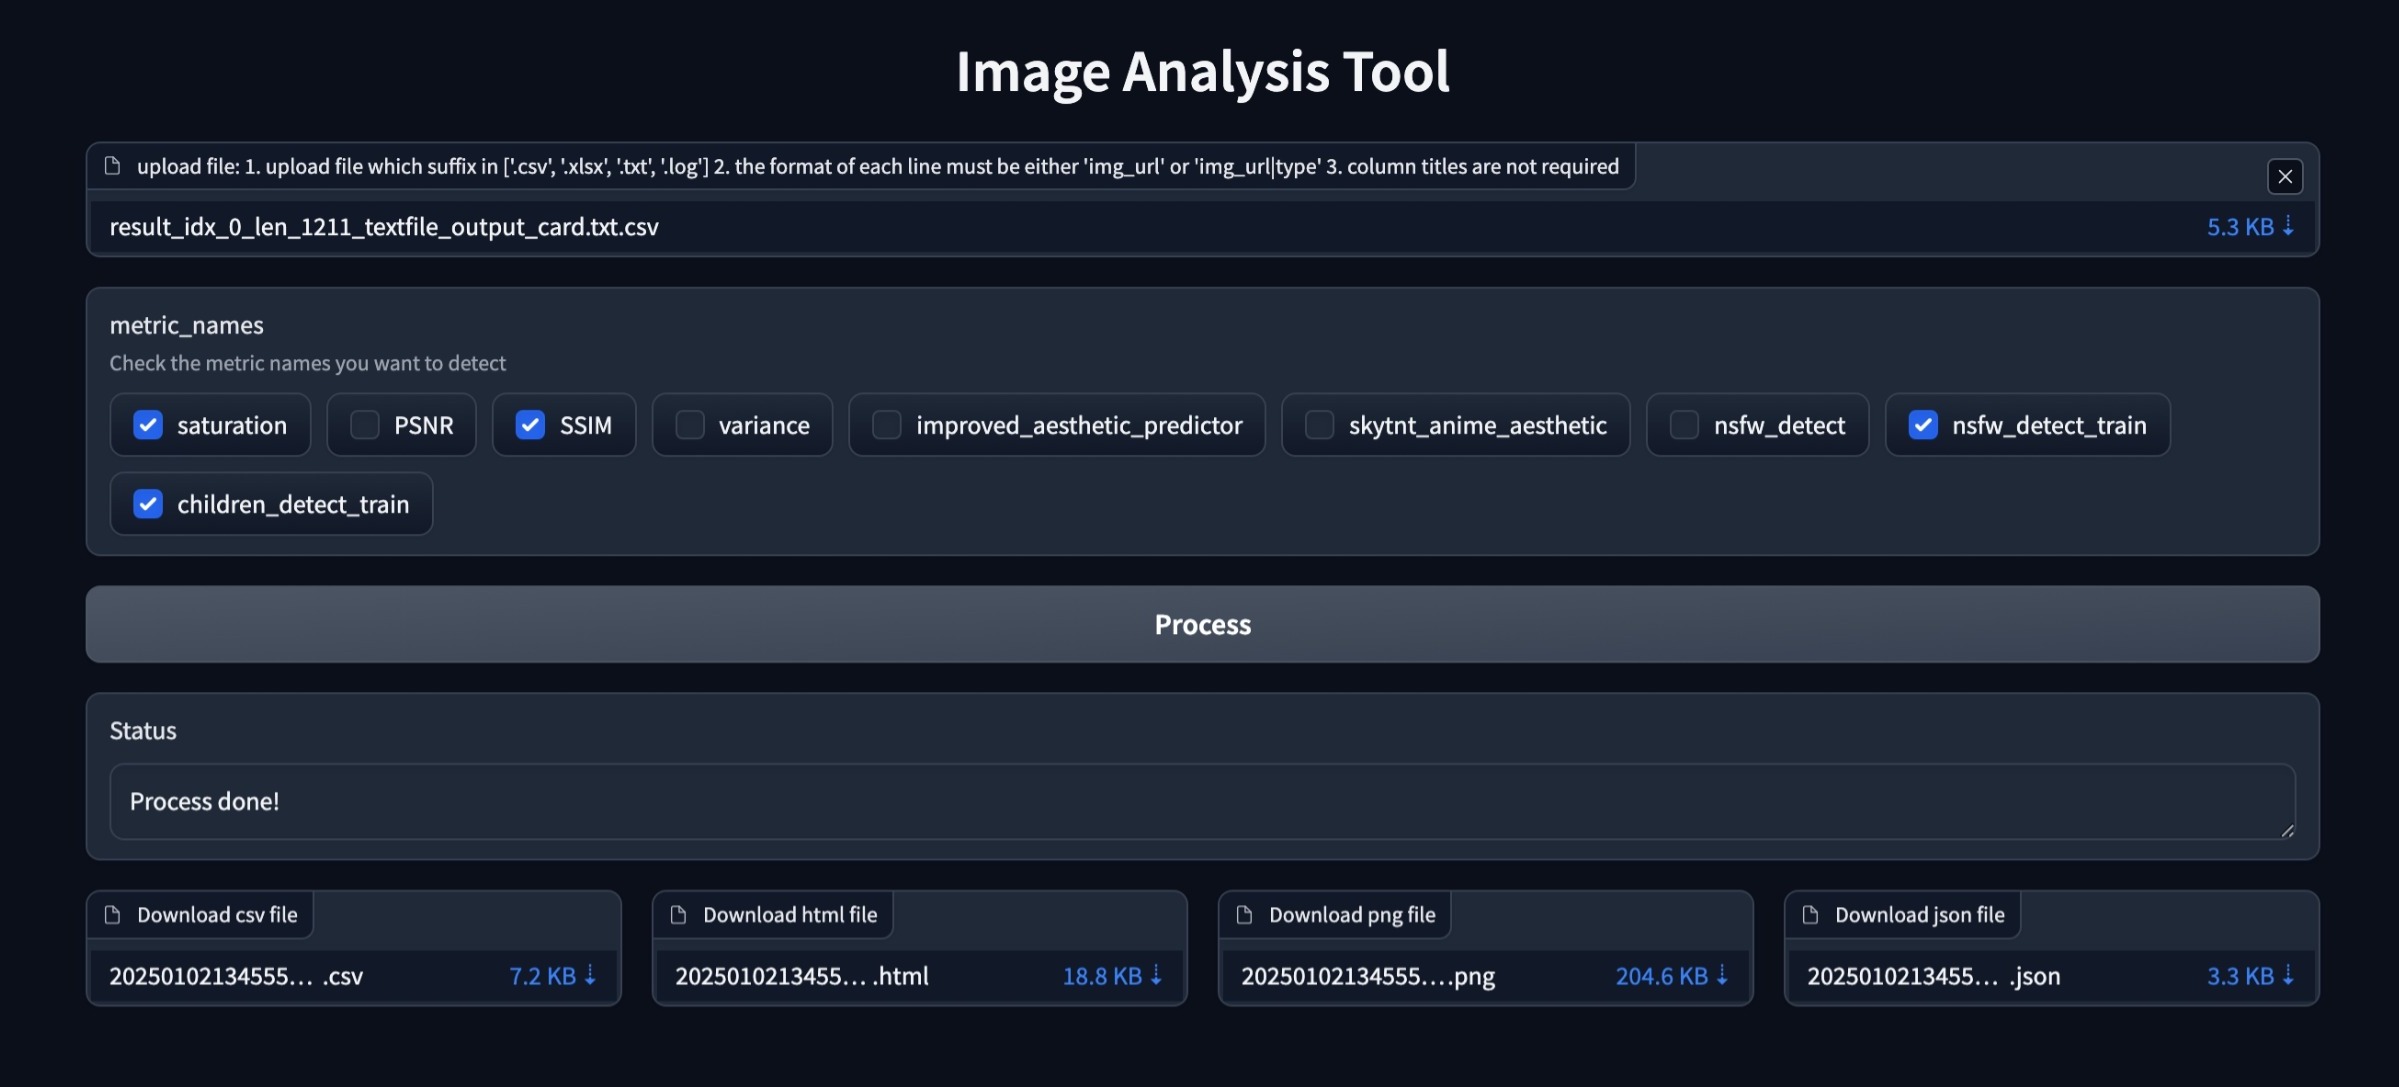 Image Analysis Tool
upload file: 1. upload file which suffix in ['.csv', '.xlsx', '.txt', '.log'] 2. the format of each line must be either 'img_url' or 'img_url|type' 3. column titles are not required
result_idx_0_len_1211_textfile_output_card.txt.csv 5.3 KB ⇣
metric_names
Check the metric names you want to detect
saturation PSNR SSIM variance improved_aesthetic_predictor skytnt_anime_aesthetic nsfw_detect nsfw_detect_train
children_detect_train
Process
Status
Process done!
Download csv file Download html file Download png file Download json file
20250102134555… .csv 7.2 KB ⇣ 2025010213455… .html 18.8 KB ⇣ 20250102134555….png 204.6 KB ⇣ 2025010213455… .json 3.3 KB ⇣